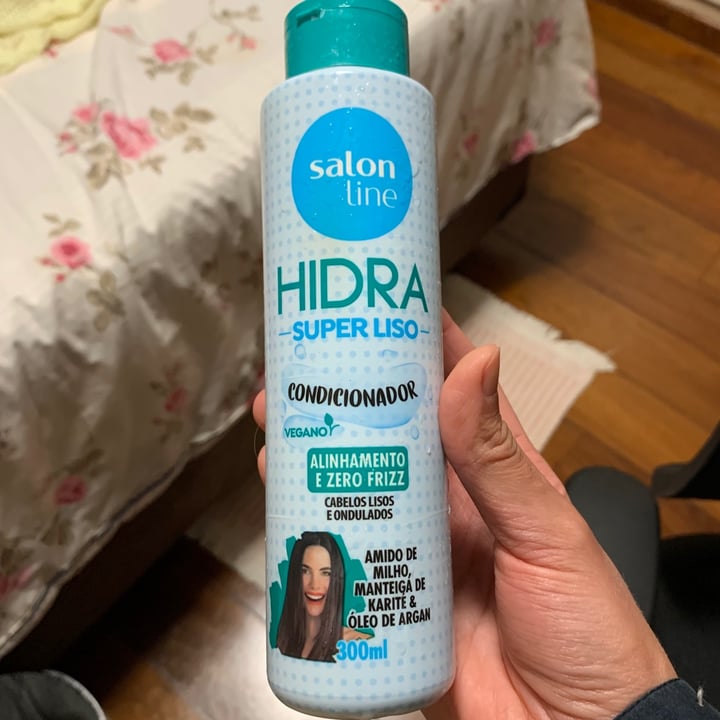 salon
line
HIDRA
SUPER LISO
CONDICIONADOR
VEGANO
ALINHAMENTO
E ZERO FRIZZ
CABELOS LISOS
E ONDULADOS
AMIDO DE
MILHO,
MANTEIGA DE
KARITÉ &
ÓLEO DE ARGAN
300ml